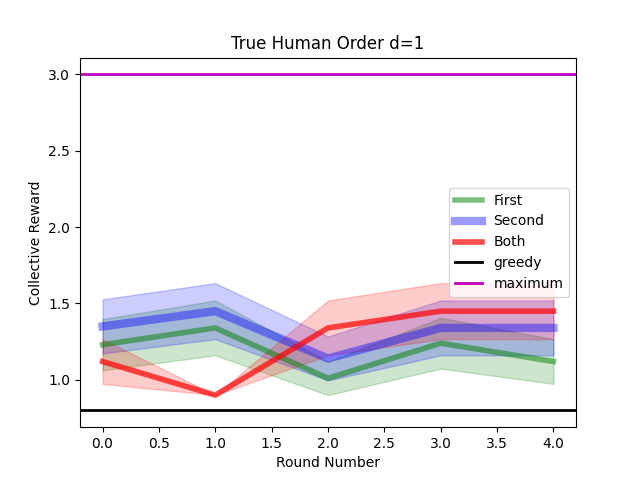 True Human Order d=1
3.0
2.5
2.0
1.5
1.0
Collective Reward
First
Second
Both
greedy
maximum
0.0 0.5 1.0 1.5 2.0 2.5 3.0 3.5 4.0
Round Number